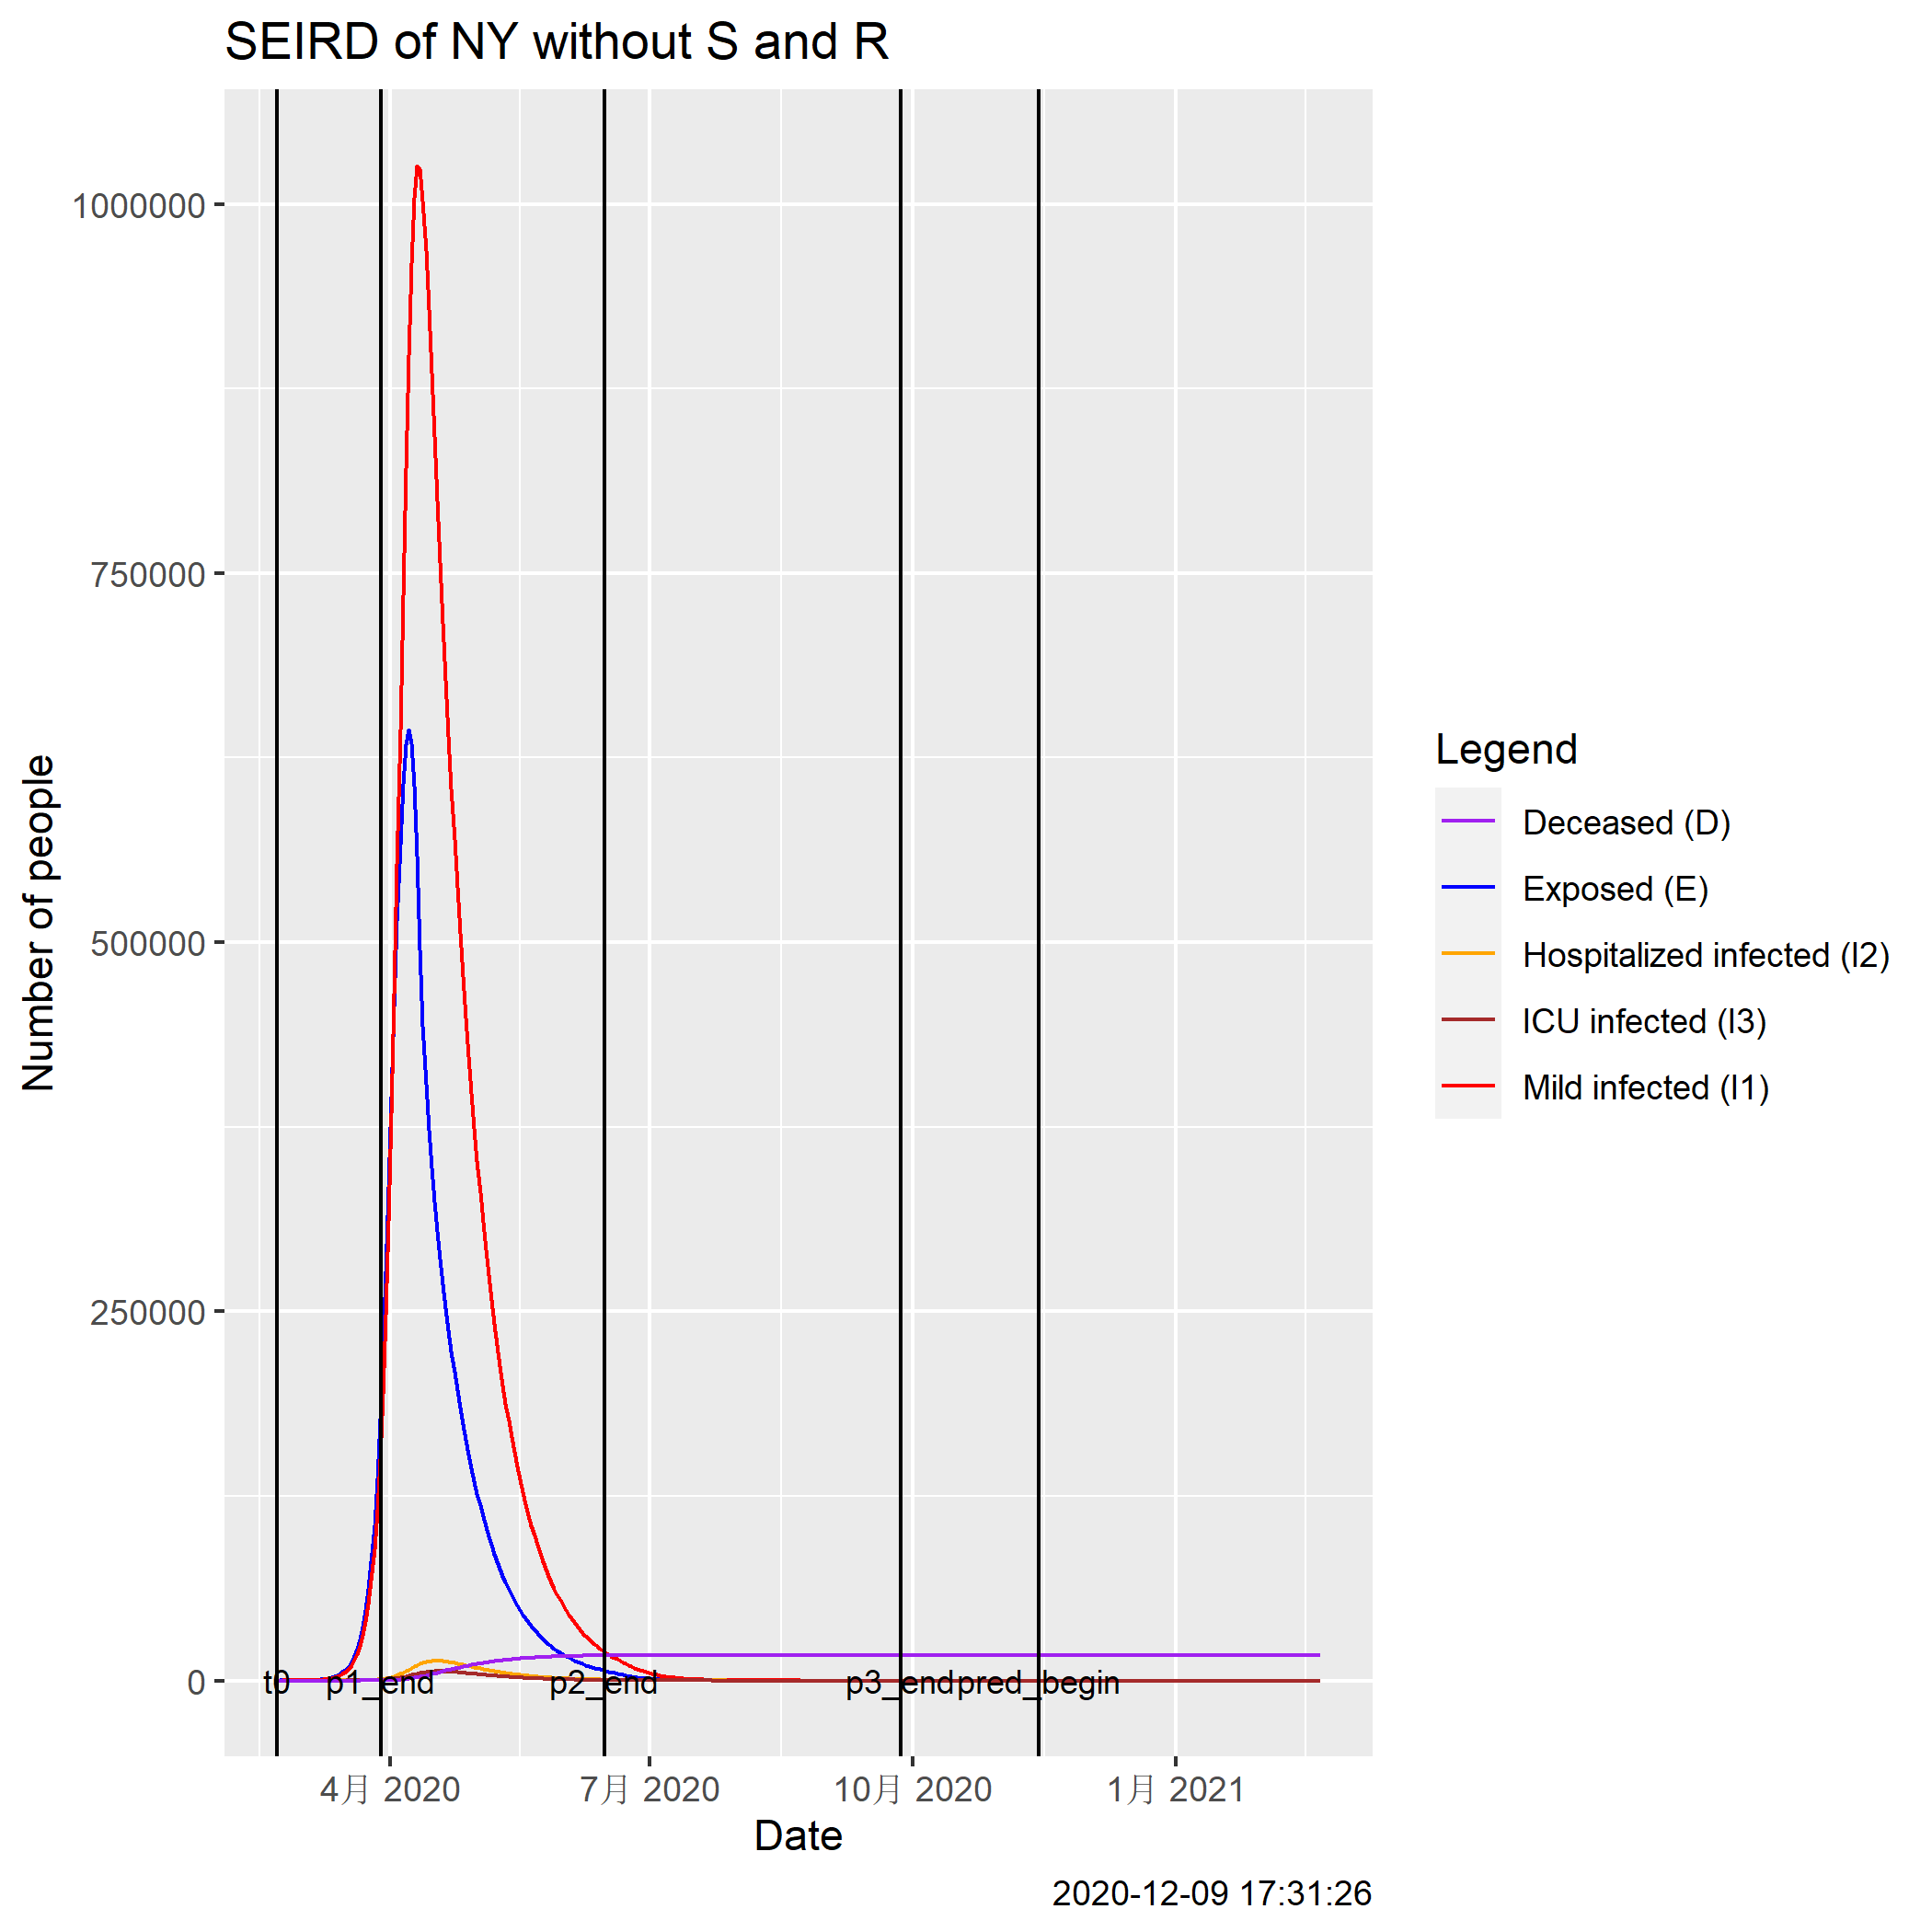 SEIRD of NY without S and R
Number of people
1000000
750000
500000
250000
0
t0
p1_end
p2_end
p3_end
pred_begin
4月 2020
7月 2020
10月 2020
1月 2021
Date
Legend
Deceased (D)
Exposed (E)
Hospitalized infected (I2)
ICU infected (I3)
Mild infected (I1)
2020-12-09 17:31:26